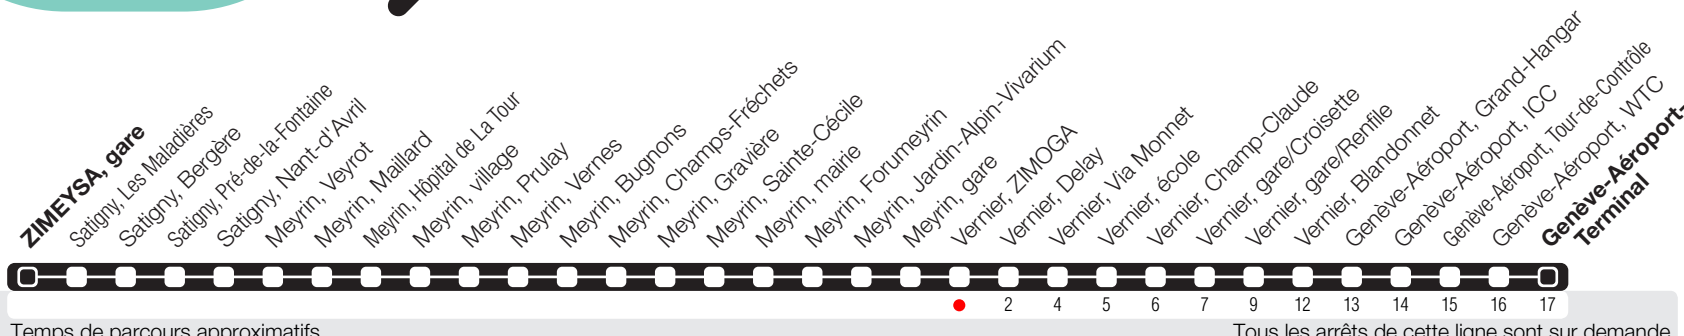 ZIMEYSA, gare
Satigny, Les Maladières
Satigny, Bergère
Satigny, Pré-de-la-Fontaine
Satigny, Nant-d'Avril
Meyrin, Veyrot
Meyrin, Maillard
Meyrin, Hôpital de La Tour
Meyrin, village
Meyrin, Prulay
Meyrin, Vernes
Meyrin, Bugnons
Meyrin, Champs-Fréchets
Meyrin, Gravière
Meyrin, Sainte-Cécile
Meyrin, mairie
Meyrin, Forumeyrin
Meyrin, Jardin-Alpin-Vivarium
Meyrin, gare
Vernier, ZIMOGA
Vernier, Delay
Vernier, Via Monnet
Vernier, école
Vernier, Champ-Claude
Vernier, gare/Croisette
Vernier, gare/Renfile
Vernier, Blandonnet
Genève-Aéroport, Grand-Hangar
Genève-Aéroport, ICC
Genève-Aéroport, Tour-de-Contrôle
Genève-Aéroport, WTC
Genève-Aéroport-
Terminal
2 4 5 6 7 9 12 13 14 15 16 17
Temps de parcours approximatifs
Tous les arrêts de cette ligne sont sur demande